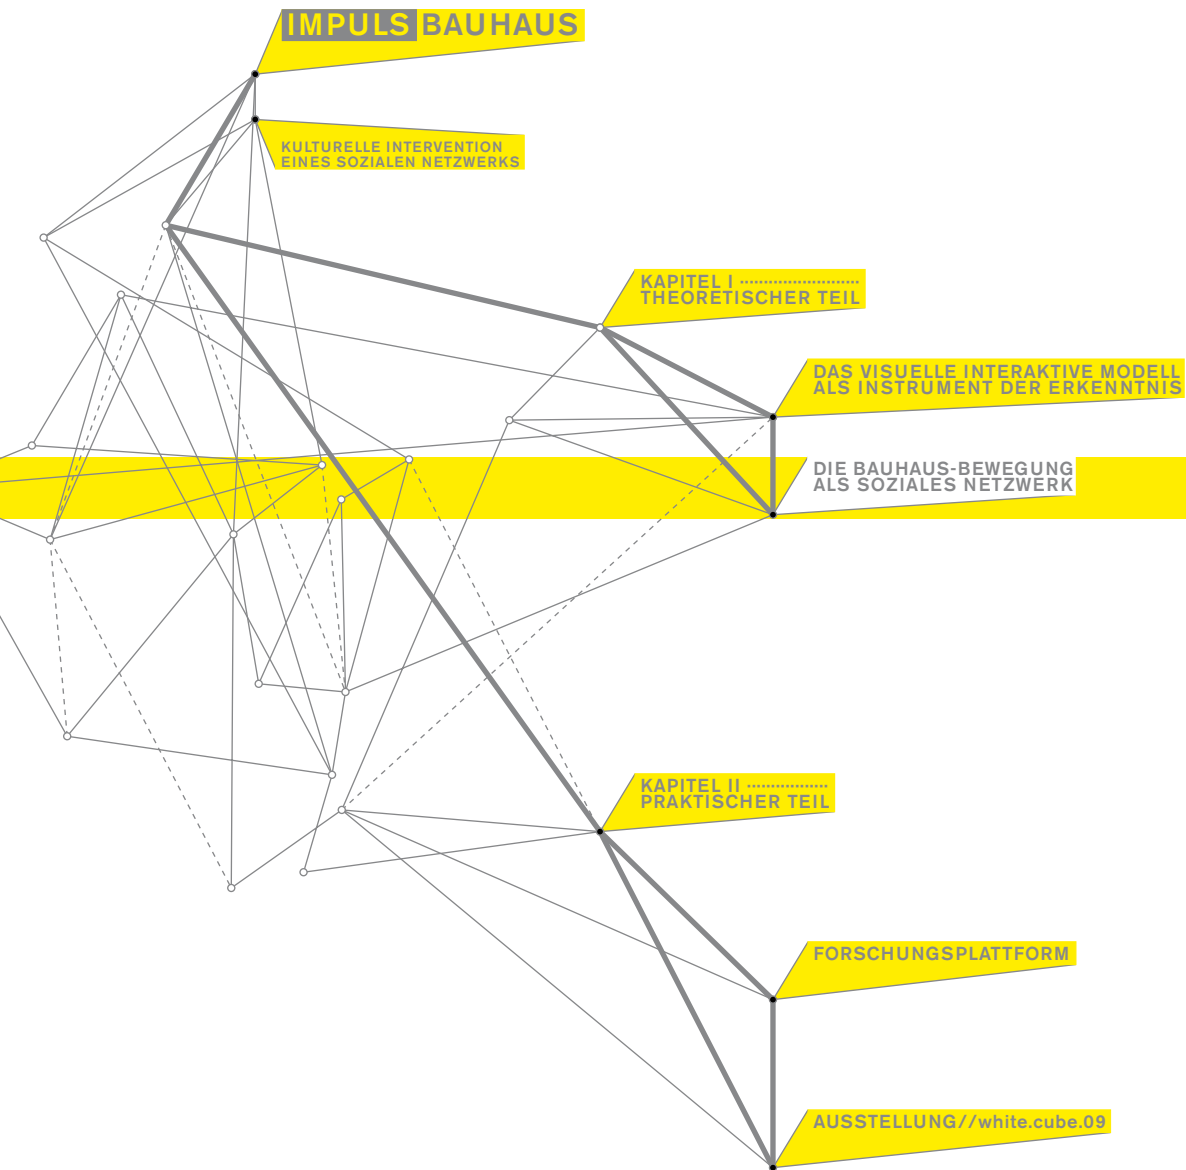 IMPULS BAUHAUS
KULTURELLE INTERVENTION
EINES SOZIALEN NETZWERKS
KAPITEL I ························
THEORETISCHER TEIL
DAS VISUELLE INTERAKTIVE MODELL
ALS INSTRUMENT DER ERKENNTNIS
DIE BAUHAUS-BEWEGUNG
ALS SOZIALES NETZWERK
KAPITEL II ·················
PRAKTISCHER TEIL
FORSCHUNGSPLATTFORM
AUSSTELLUNG//white.cube.09